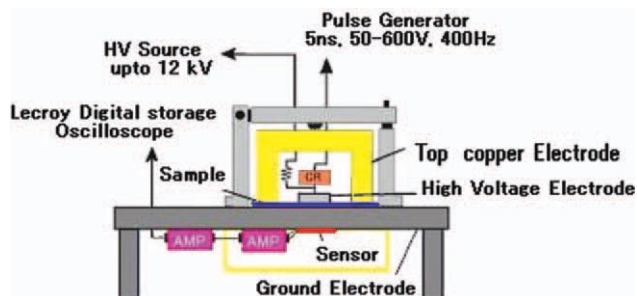 Pulse Generator
5ns, 50-600V, 400Hz
HV Source
upto 12 kV
Lecroy Digital storage
Oscilloscope
Top copper Electrode
Sample
CR
High Voltage Electrode
AMP
AMP
Sensor
Ground Electrode